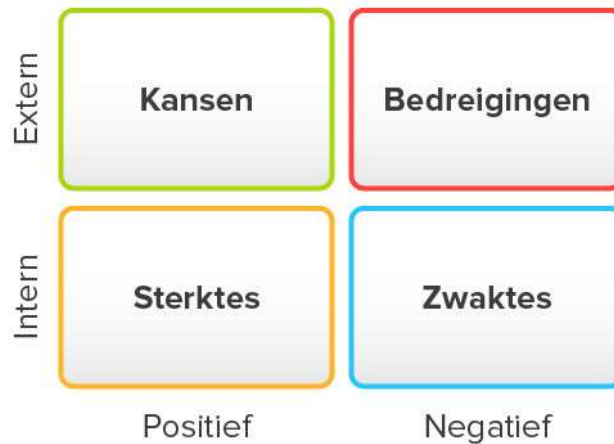 Extern
Kansen
Bedreigingen
Intern
Sterktes
Zwaktes
Positief
Negatief